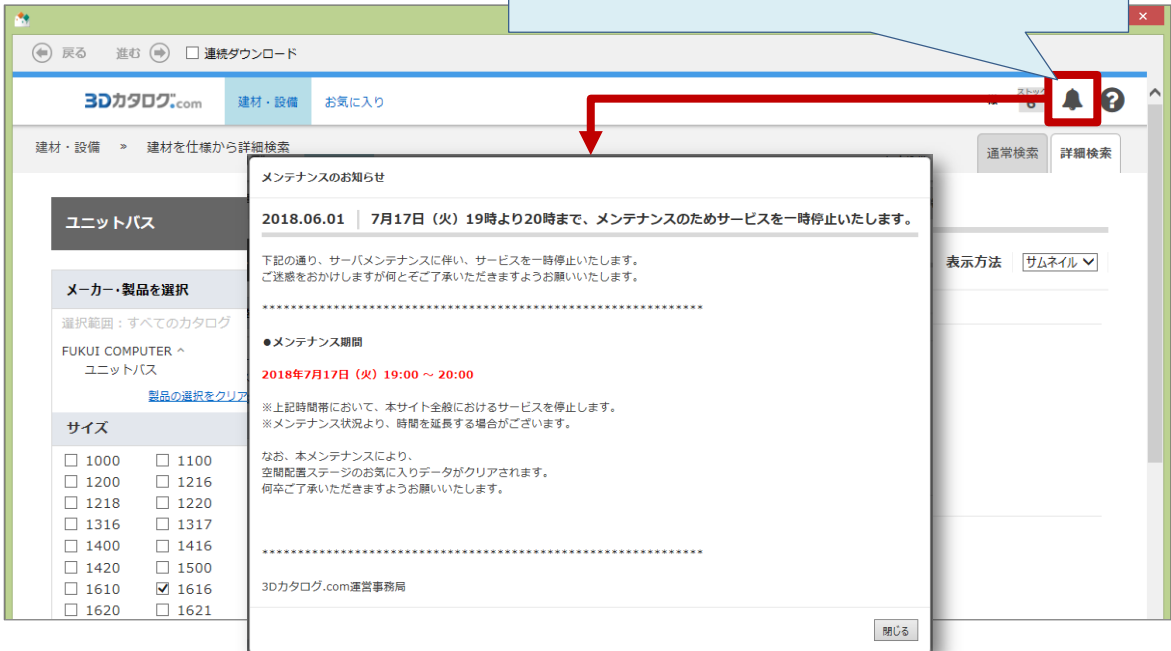 ×
戻る 進む 連続ダウンロード
3Dカタログ.com 建材・設備 お気に入り
建材・設備 » 建材を仕様から詳細検索
通常検索 詳細検索
ユニットバス
表示方法 サムネイル
メーカー・製品を選択
選択範囲：すべてのカタログ
FUKUI COMPUTER ^
ユニットバス
製品の選択をクリア
サイズ
1000 1100
1200 1216
1218 1220
1316 1317
1400 1416
1420 1500
1610 1616
1620 1621
メンテナンスのお知らせ
2018.06.01 7月17日（火）19時より20時まで、メンテナンスのためサービスを一時停止いたします。
下記の通り、サーバメンテナンスに伴い、サービスを一時停止いたします。
ご迷惑をおかけしますが何とぞご了承いただきますようお願いいたします。
**************************************************************
●メンテナンス期間
2018年7月17日（火）19:00 ～ 20:00
※上記時間帯において、本サイト全般におけるサービスを停止します。
※メンテナンス状況より、時間を延長する場合がございます。
なお、本メンテナンスにより、
空間配置ステージのお気に入りデータがクリアされます。
何卒ご了承いただきますようお願いいたします。
**************************************************************
3Dカタログ.com運営事務局
閉じる